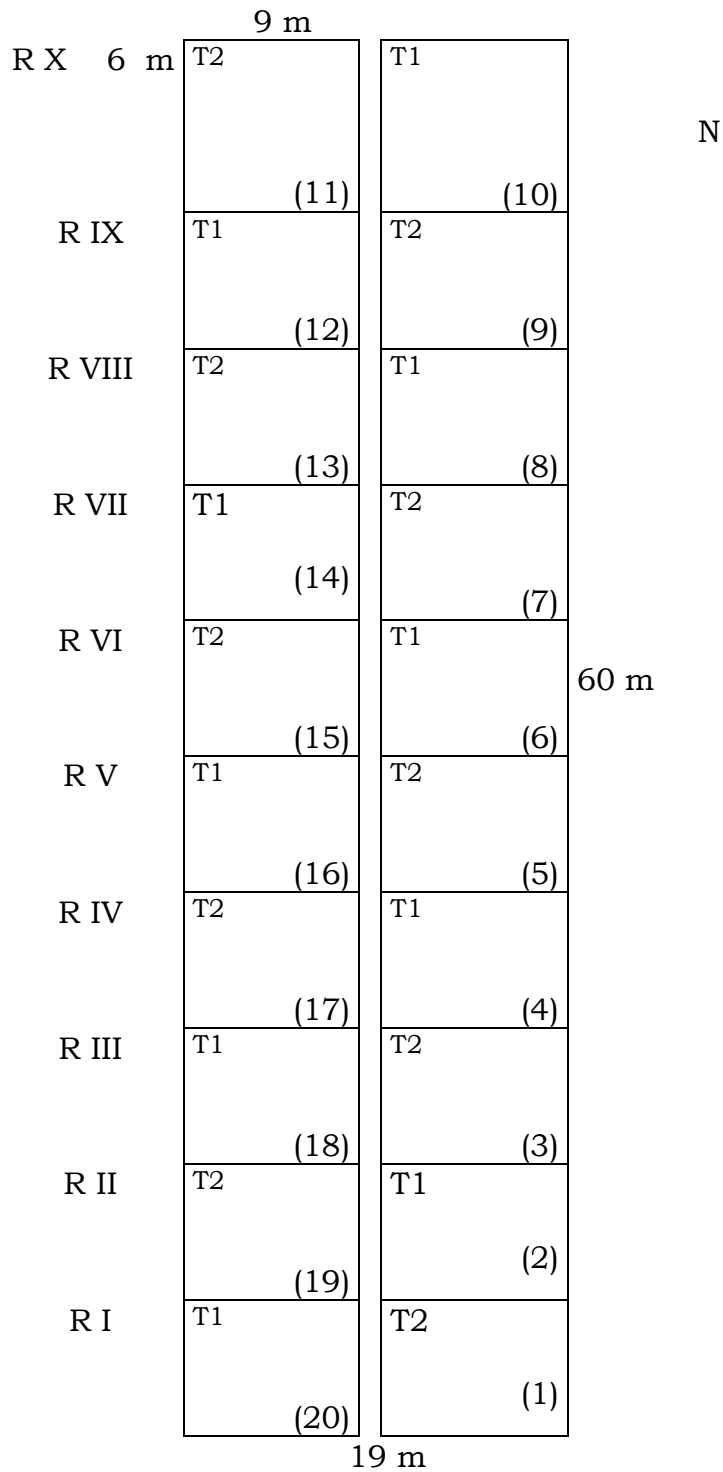 9 m
R X 6 m T2 T1
N
(11) (10)
R IX T1 T2
(12) (9)
R VIII T2 T1
(13) (8)
R VII T1 T2
(14) (7)
R VI T2 T1
60 m
(15) (6)
R V T1 T2
(16) (5)
R IV T2 T1
(17) (4)
R III T1 T2
(18) (3)
R II T2 T1
(19) (2)
R I T1 T2
(20) (1)
19 m